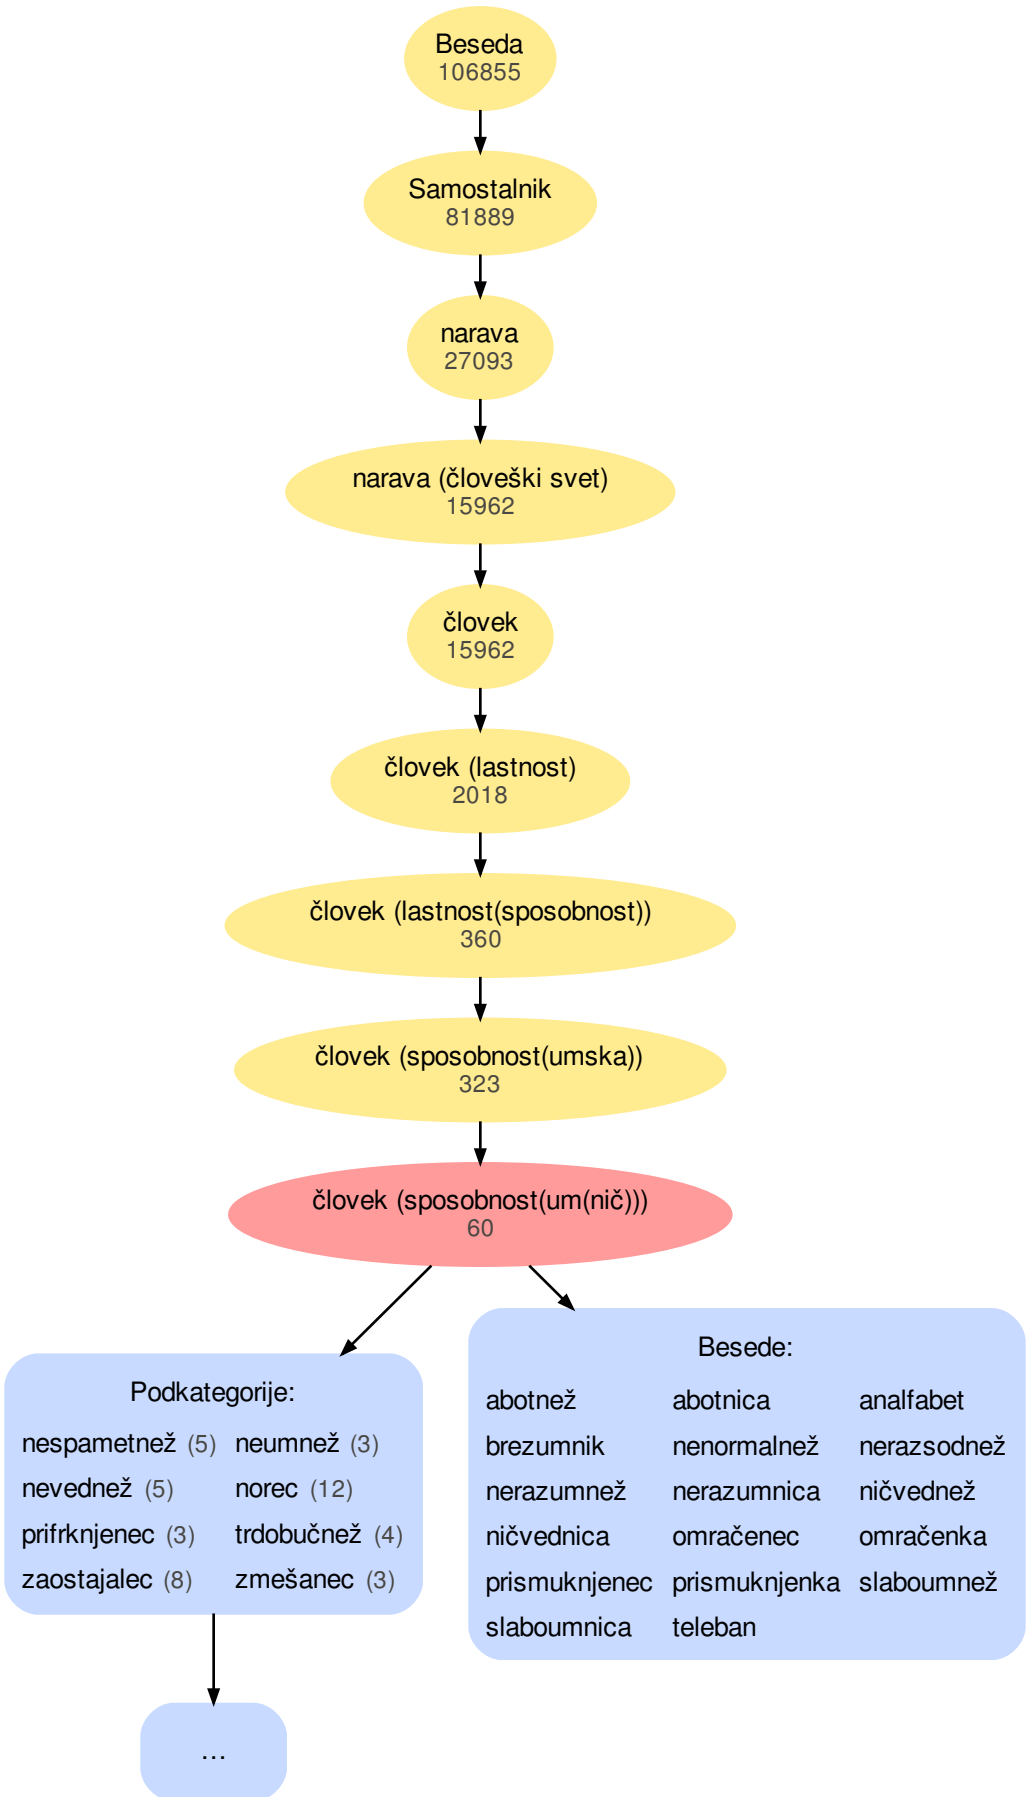 Beseda
106855
Samostalnik
81889
narava
27093
narava (človeški svet)
15962
človek
15962
človek (lastnost)
2018
človek (lastnost(sposobnost))
360
človek (sposobnost(umska))
323
človek (sposobnost(um(nič)))
60
Podkategorije:
nespametnež (5) neumnež (3)
nevednež (5) norec (12)
prifrknjenec (3) trdobučnež (4)
zaostajalec (8) zmešanec (3)
...
Besede:
abotnež abotnica analfabet
brezumnik nenormalnež nerazsodnež
nerazumnež nerazumnica ničvednež
ničvednica omračenec omračenka
prismuknjenec prismuknjenka slaboumnež
slaboumnica teleban